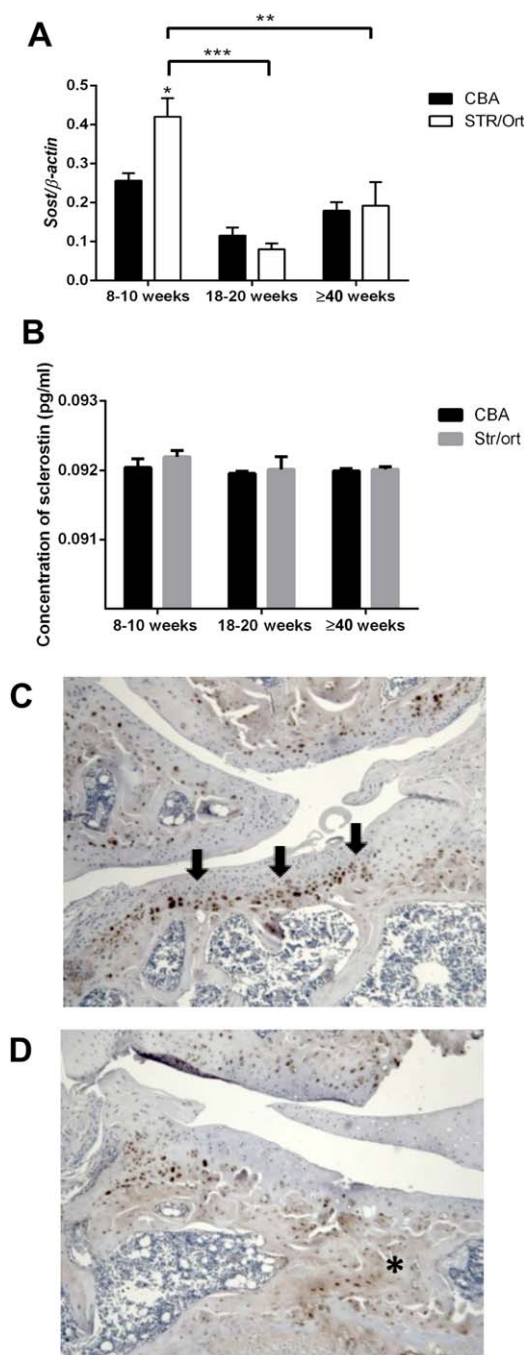 A
**
***
*
CBA
STR/Ort
Sost/β-actin
0.5
0.4
0.3
0.2
0.1
0.0
8-10 weeks 18-20 weeks ≥40 weeks
B
Concentration of sclerostin (pg/ml)
0.093
0.092
0.091
CBA
Str/ort
8-10 weeks 18-20 weeks ≥40 weeks
C
D
*